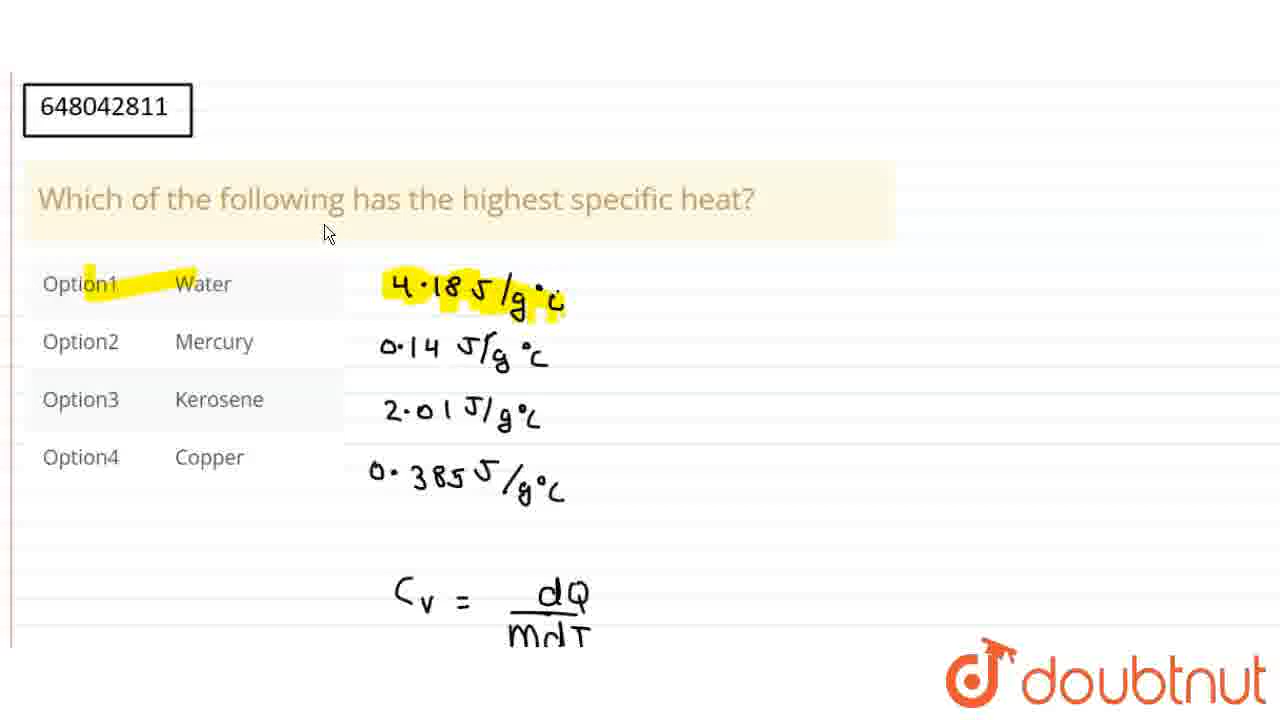 648042811
Which of the following has the highest specific heat?
Option1 Water 4.18 J/g°C
Option2 Mercury 0.14 J/g°C
Option3 Kerosene 2.01 J/g°C
Option4 Copper 0.385 J/g°C
Cv = dQ
mdT
doubtnut